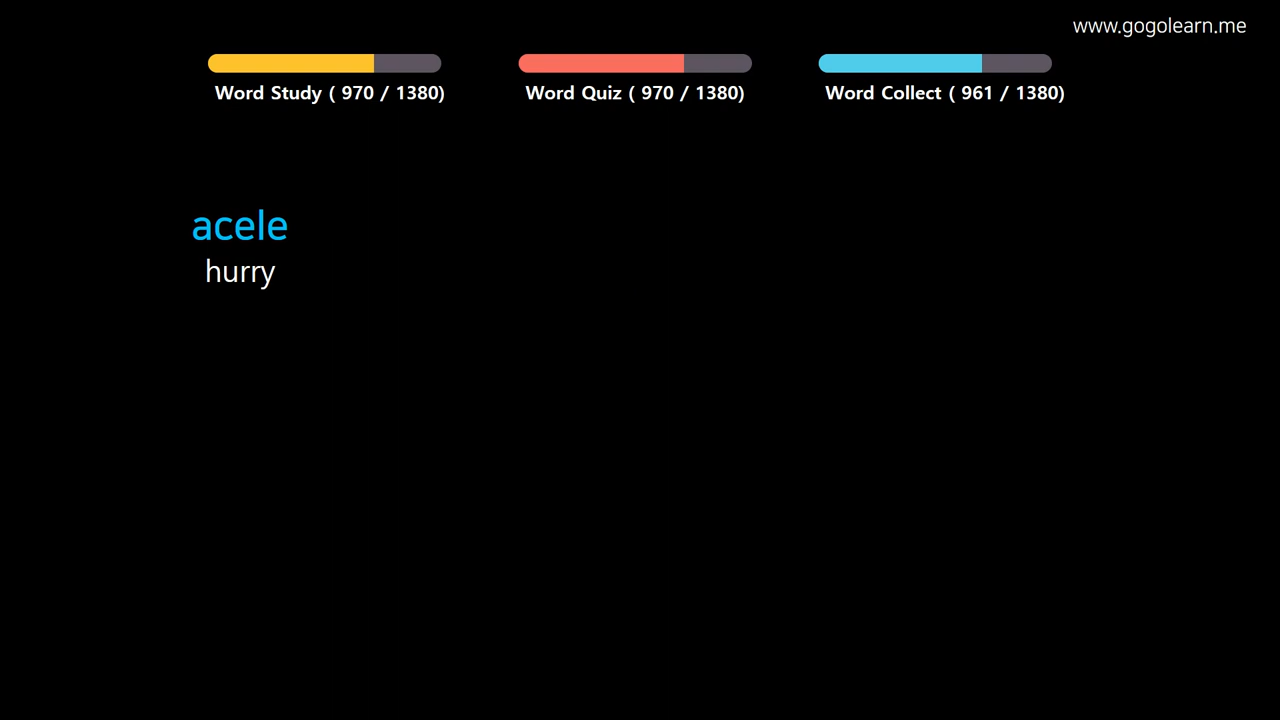 www.gogolearn.me
Word Study ( 970 / 1380)
Word Quiz ( 970 / 1380)
Word Collect ( 961 / 1380)
acele
hurry